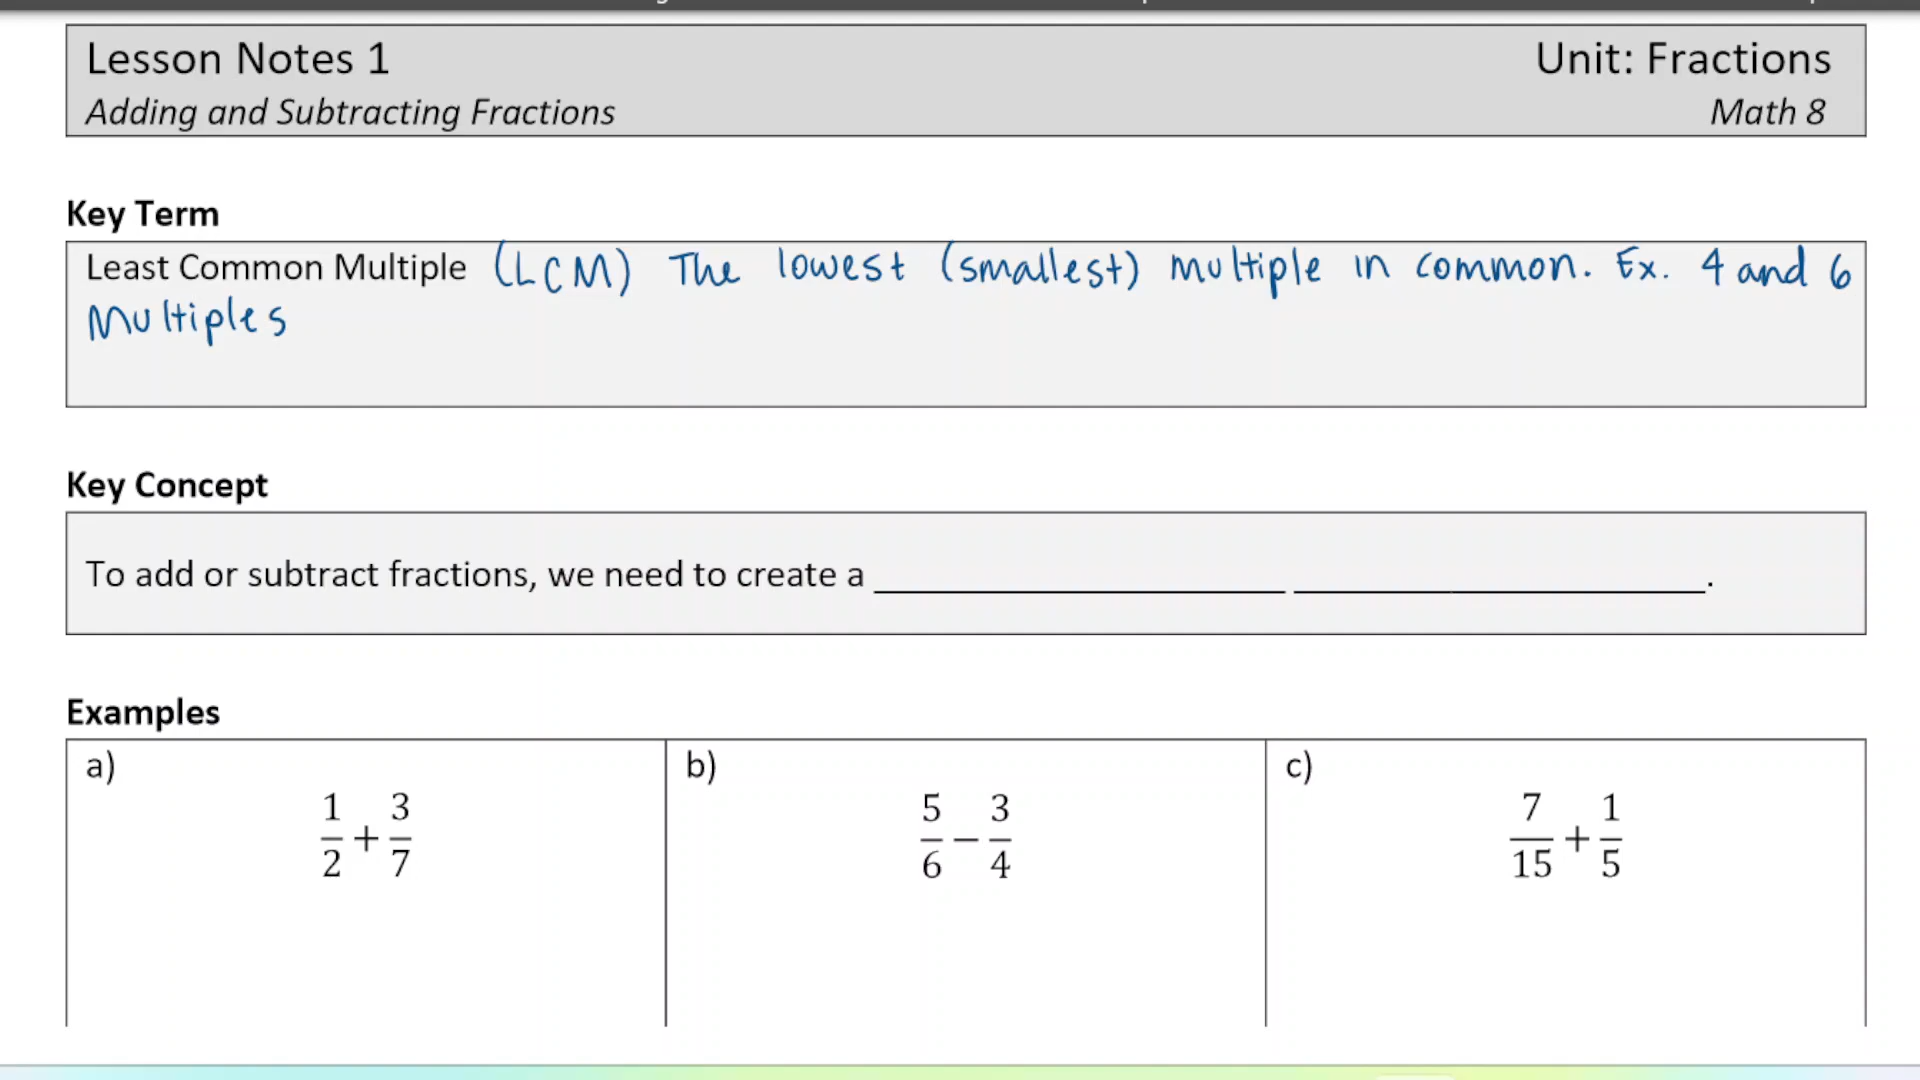 Lesson Notes 1 Unit: Fractions
Adding and Subtracting Fractions Math 8
Key Term
Least Common Multiple (LCM) The lowest (smallest) multiple in common. Ex. 4 and 6
Multiples
Key Concept
To add or subtract fractions, we need to create a ____________________ ____________________.
Examples
a) b) c)
1/2 + 3/7 5/6 − 3/4 7/15 + 1/5